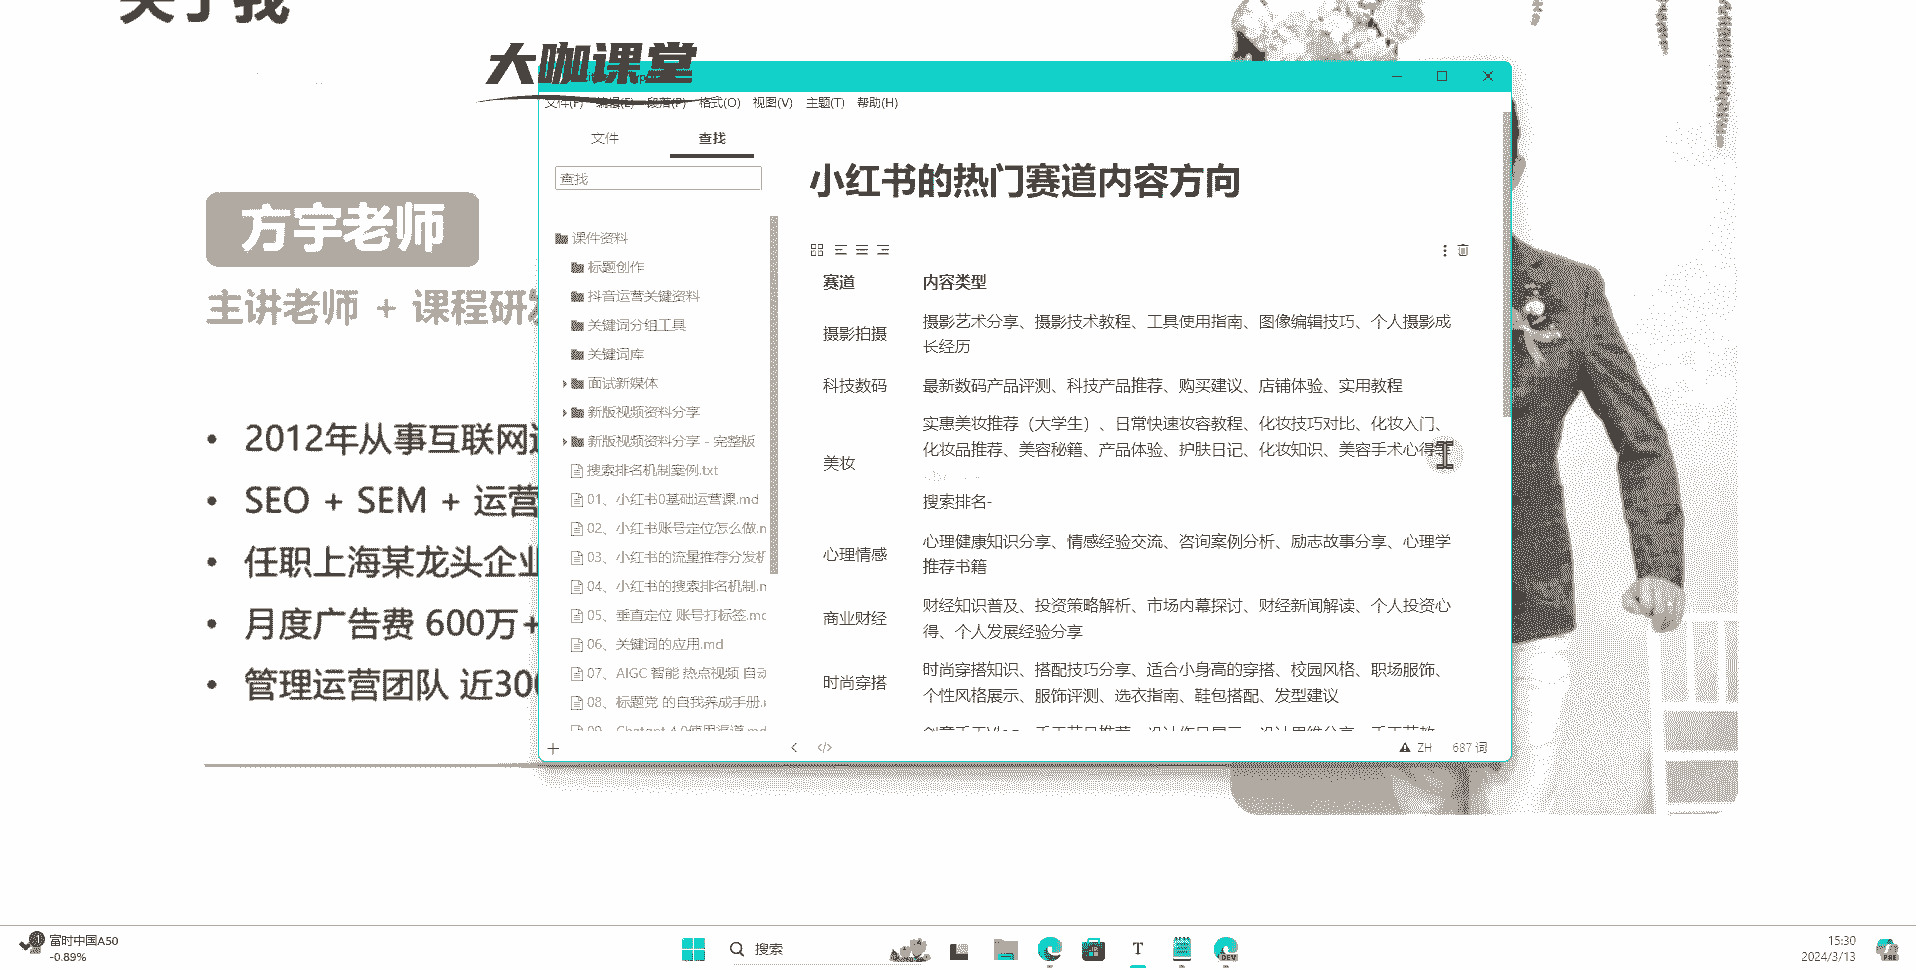 关于我
大咖课堂
文件(F) 编辑(E) 段落(P) 格式(O) 视图(V) 主题(T) 帮助(H)
文件 查找
查找
课件资料
标题创作
抖音运营关键资料
关键词分组工具
关键词库
面试新媒体
新版视频资料分享
新版视频资料分享 - 完整版
搜索排名机制案例.txt
01、小红书0基础运营课.md
02、小红书账号定位怎么做.m
03、小红书的流量推荐分发机
04、小红书的搜索排名机制.m
05、垂直定位 账号打标签.mc
06、关键词的应用.md
07、AIGC 智能 热点视频 自动
08、标题党 的自我养成手册.
09、Chatgpt 4.0使用渠道.md
小红书的热门赛道内容方向
赛道 内容类型
摄影拍摄
摄影艺术分享、摄影技术教程、工具使用指南、图像编辑技巧、个人摄影成
长经历
科技数码 最新数码产品评测、科技产品推荐、购买建议、店铺体验、实用教程
美妆
实惠美妆推荐（大学生）、日常快速妆容教程、化妆技巧对比、化妆入门、
化妆品推荐、美容秘籍、产品体验、护肤日记、化妆知识、美容手术心得等
搜索排名-
心理情感
心理健康知识分享、情感经验交流、咨询案例分析、励志故事分享、心理学
推荐书籍
商业财经
财经知识普及、投资策略解析、市场内幕探讨、财经新闻解读、个人投资心
得、个人发展经验分享
时尚穿搭
时尚穿搭知识、搭配技巧分享、适合小身高的穿搭、校园风格、职场服饰、
个性风格展示、服饰评测、选衣指南、鞋包搭配、发型建议
ZH 687 词
方宇老师
主讲老师 + 课程研发
2012年从事互联网
SEO + SEM + 运营
任职上海某龙头企业
月度广告费 600万+
管理运营团队 近300
富时中国A50
-0.89%
搜索
T
DEV
15:30
2024/3/13
PRE